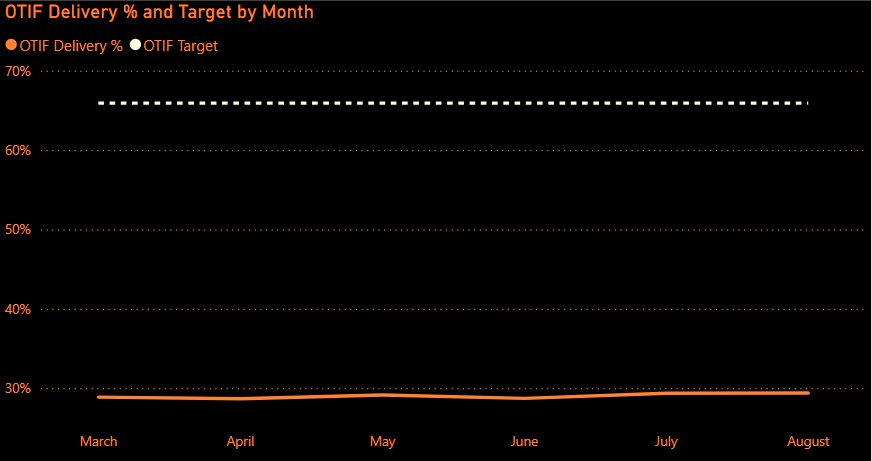 OTIF Delivery % and Target by Month
OTIF Delivery % OTIF Target
70%
60%
50%
40%
30%
March April May June July August